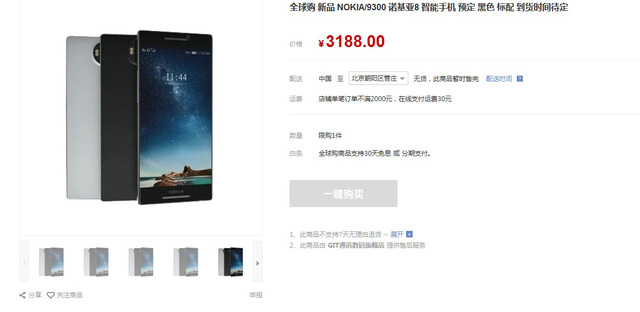 全球购 新品 NOKIA/9300 诺基亚8 智能手机 预定 黑色 标配 到货时间待定
价格 ¥ 3188.00
配送 中国 至 北京朝阳区管庄 无货，此商品暂时售完 配送时间 ?
运费 店铺单笔订单不满2000元，在线支付运费30元
数量 限购1件
白条 全球购商品支持30天免息 或 分期支付。
一键购买
1、此商品不支持7天无理由退货 -- 展开
2、此商品由 GIT通讯数码旗舰店 提供售后服务
11:44
NOKIA
分享 关注商品 举报